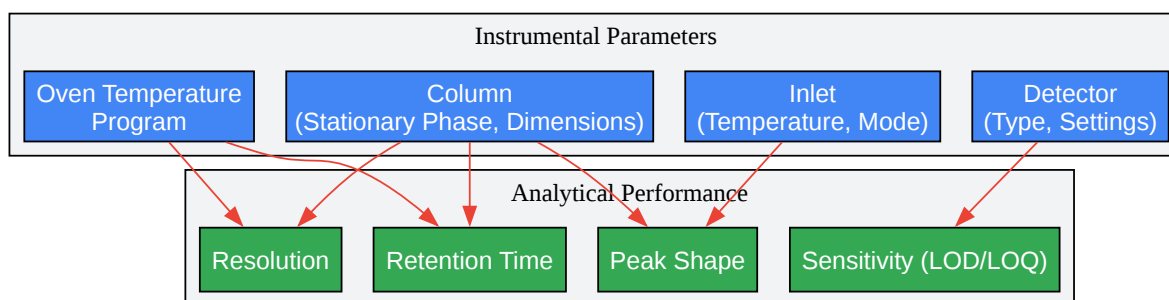 Instrumental Parameters
Oven Temperature
Program
Column
(Stationary Phase, Dimensions)
Inlet
(Temperature, Mode)
Detector
(Type, Settings)
Analytical Performance
Resolution
Retention Time
Peak Shape
Sensitivity (LOD/LOQ)